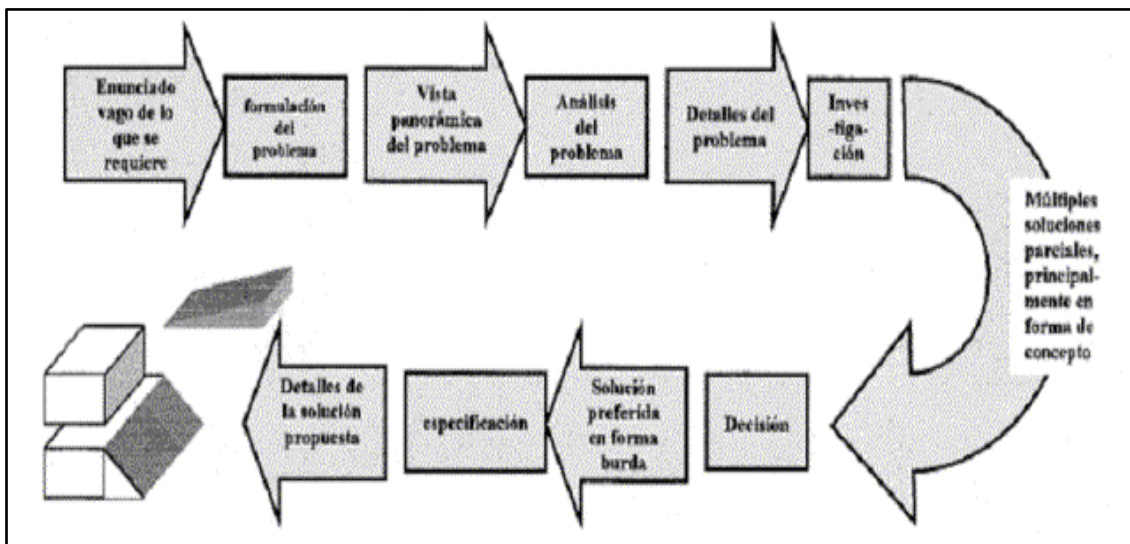 Enunciado
vago de lo
que se
requiere
formulación
del
problema
Vista
panorámica
del problema
Análisis
del
problema
Detalles del
problema
Inves
-tiga-
ción
Múltiples
soluciones
parciales,
principal-
mente en
forma de
concepto
Decisión
Solución
preferida
en forma
burda
especificación
Detalles de
la solución
propuesta